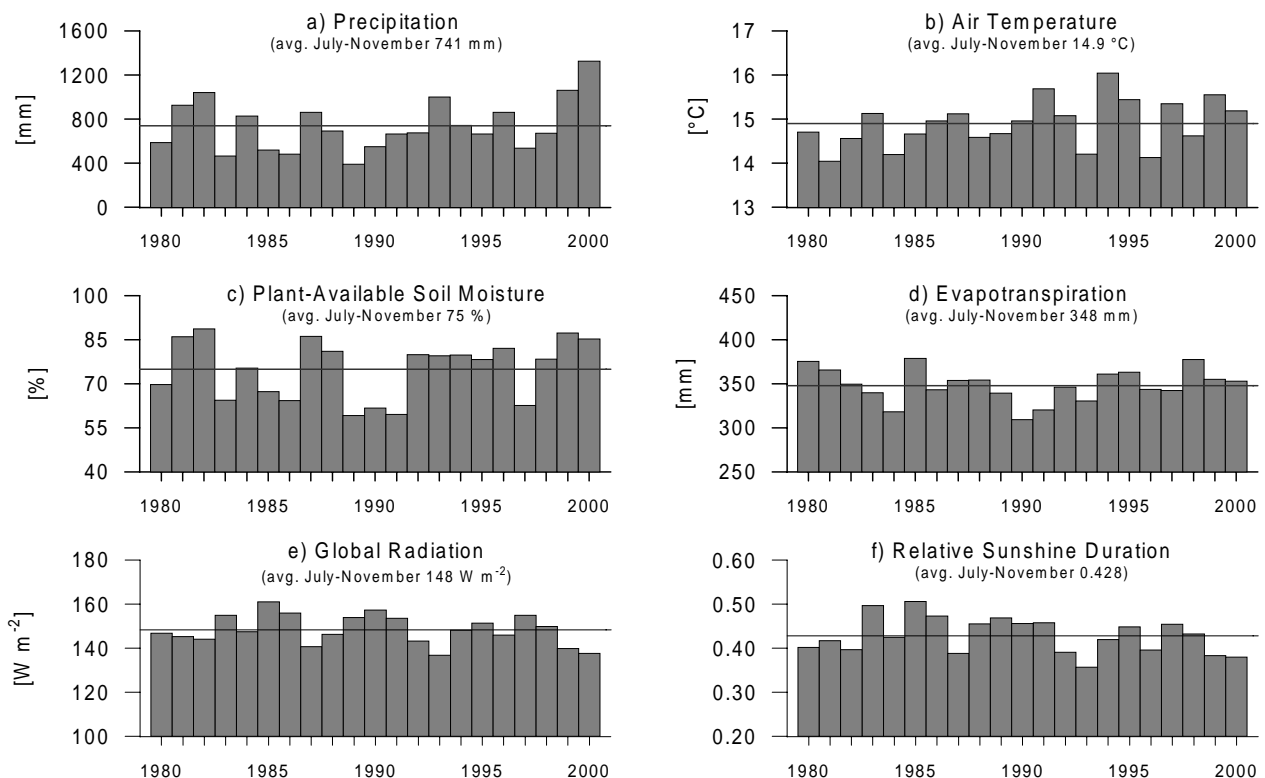 a) Precipitation
(avg. July-November 741 mm)
[mm]
1600
1200
800
400
0
1980 1985 1990 1995 2000
b) Air Temperature
(avg. July-November 14.9 °C)
[°C]
17
16
15
14
13
1980 1985 1990 1995 2000
c) Plant-Available Soil Moisture
(avg. July-November 75 %)
[%]
100
85
70
55
40
1980 1985 1990 1995 2000
d) Evapotranspiration
(avg. July-November 348 mm)
[mm]
450
400
350
300
250
1980 1985 1990 1995 2000
e) Global Radiation
(avg. July-November 148 W m⁻²)
[W m⁻²]
180
160
140
120
100
1980 1985 1990 1995 2000
f) Relative Sunshine Duration
(avg. July-November 0.428)
0.60
0.50
0.40
0.30
0.20
1980 1985 1990 1995 2000